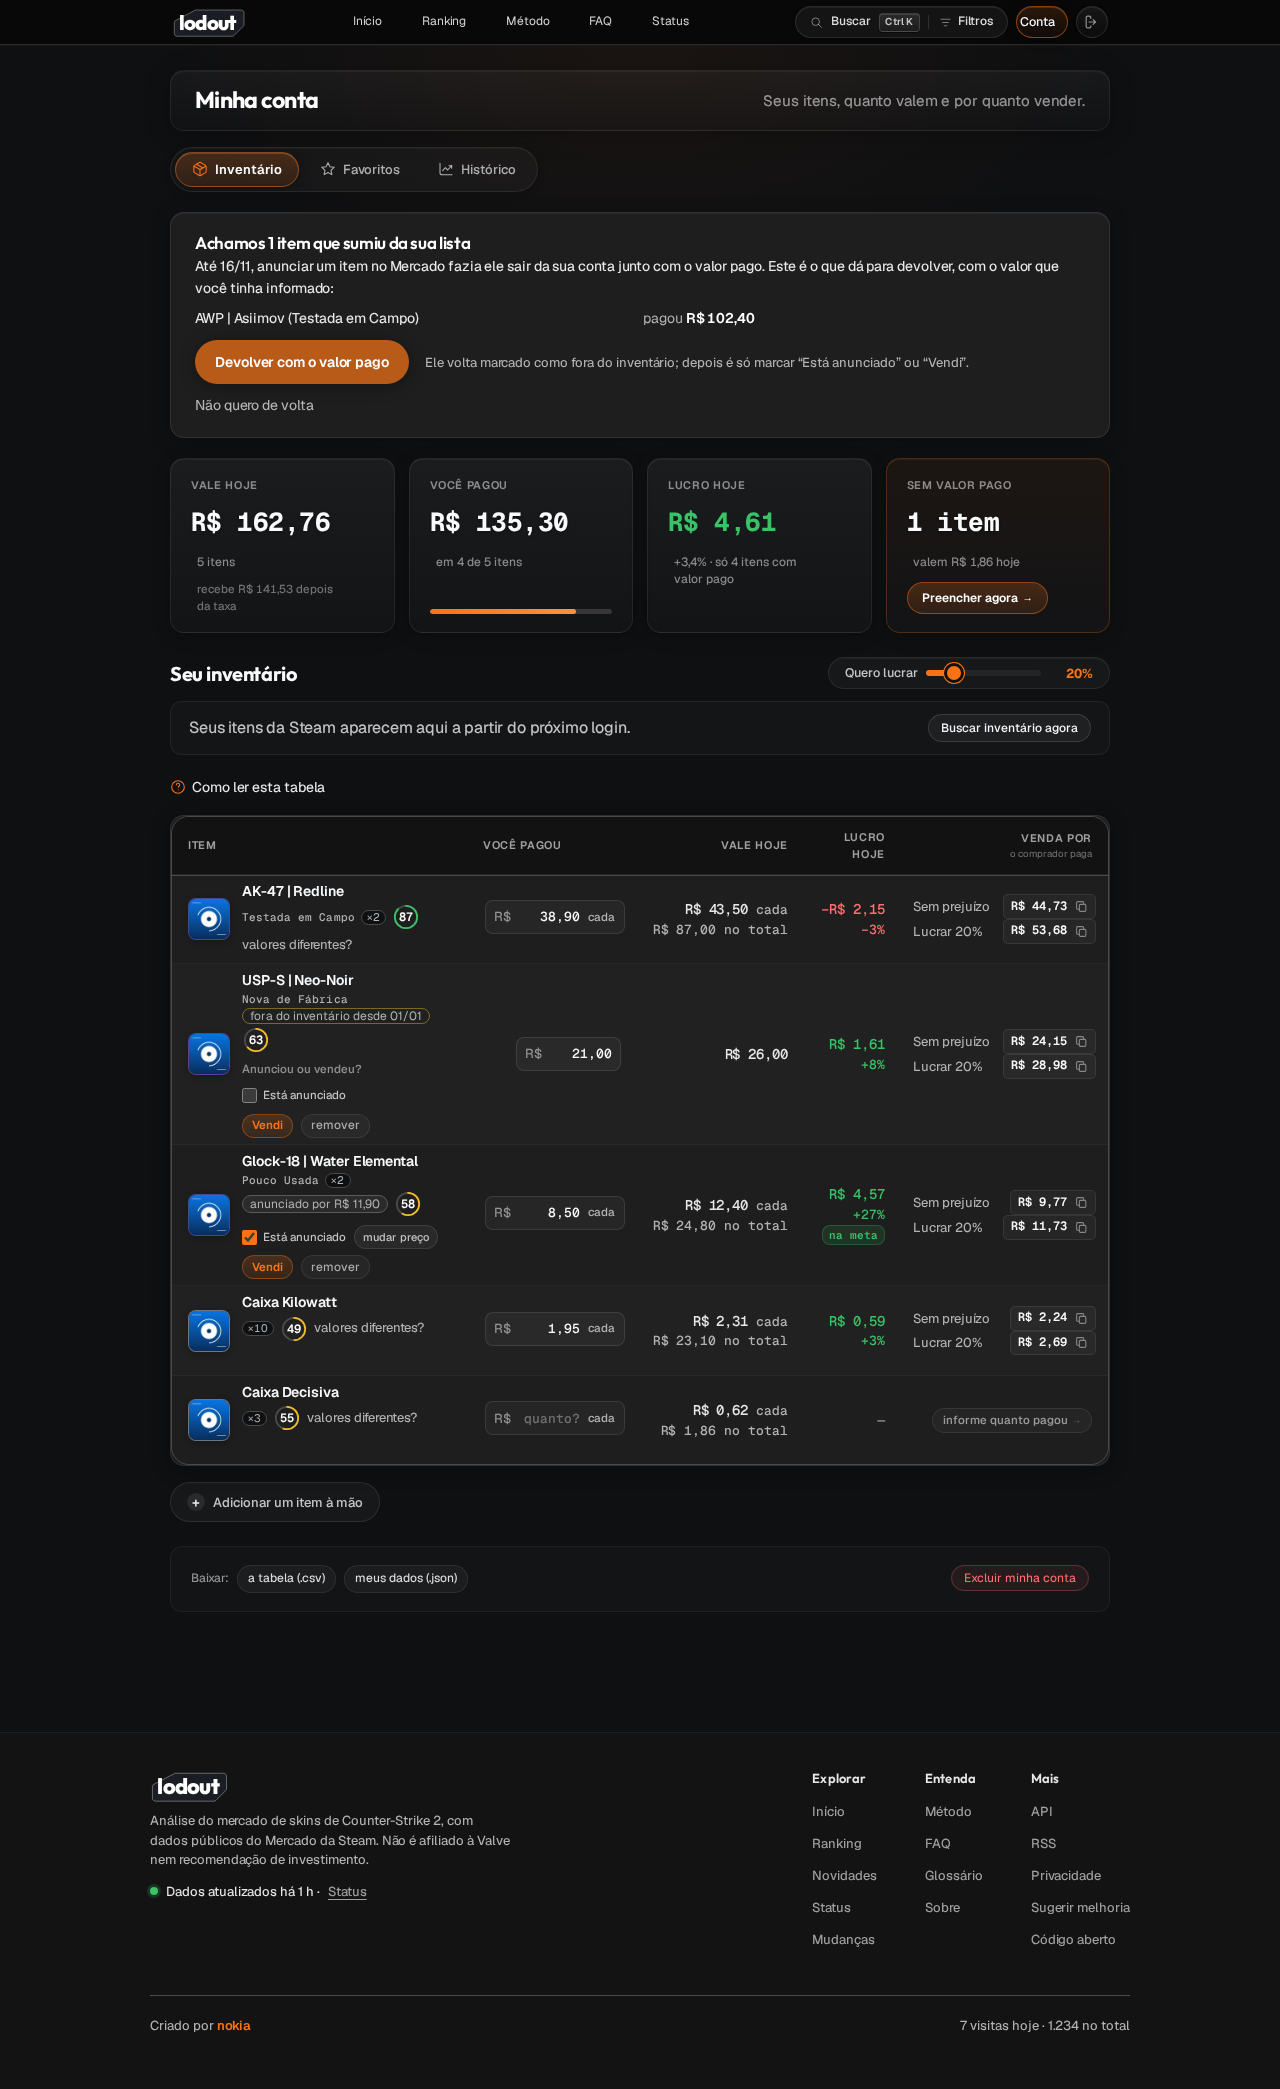 lodout
Início
Ranking
Método
FAQ
Status
Buscar
Ctrl K
Filtros
Conta
Minha conta
Seus itens, quanto valem e por quanto vender.
Inventário
Favoritos
Histórico
Achamos 1 item que sumiu da sua lista
Até 16/11, anunciar um item no Mercado fazia ele sair da sua conta junto com o valor pago. Este é o que dá para devolver, com o valor que
você tinha informado:
AWP | Asiimov (Testada em Campo)
pagou R$ 102,40
Devolver com o valor pago
Ele volta marcado como fora do inventário; depois é só marcar “Está anunciado” ou “Vendi”.
Não quero de volta
VALE HOJE
R$ 162,76
5 itens
recebe R$ 141,53 depois
da taxa
VOCÊ PAGOU
R$ 135,30
em 4 de 5 itens
LUCRO HOJE
R$ 4,61
+3,4% · só 4 itens com
valor pago
SEM VALOR PAGO
1 item
valem R$ 1,86 hoje
Preencher agora →
Seu inventário
Quero lucrar
20%
Seus itens da Steam aparecem aqui a partir do próximo login.
Buscar inventário agora
Como ler esta tabela
ITEM
VOCÊ PAGOU
VALE HOJE
LUCRO
HOJE
VENDA POR
o comprador paga
AK-47 | Redline
Testada em Campo ×2 87
valores diferentes?
R$ 38,90 cada
R$ 43,50 cada
R$ 87,00 no total
−R$ 2,15
−3%
Sem prejuízo R$ 44,73
Lucrar 20% R$ 53,68
USP-S | Neo-Noir
Nova de Fábrica
fora do inventário desde 01/01
63
Anunciou ou vendeu?
Está anunciado
Vendi
remover
R$ 21,00
R$ 26,00
R$ 1,61
+8%
Sem prejuízo R$ 24,15
Lucrar 20% R$ 28,98
Glock-18 | Water Elemental
Pouco Usada ×2
anunciado por R$ 11,90 58
Está anunciado
mudar preço
Vendi
remover
R$ 8,50 cada
R$ 12,40 cada
R$ 24,80 no total
R$ 4,57
+27%
na meta
Sem prejuízo R$ 9,77
Lucrar 20% R$ 11,73
Caixa Kilowatt
×10 49 valores diferentes?
R$ 1,95 cada
R$ 2,31 cada
R$ 23,10 no total
R$ 0,59
+3%
Sem prejuízo R$ 2,24
Lucrar 20% R$ 2,69
Caixa Decisiva
×3 55 valores diferentes?
R$ quanto? cada
R$ 0,62 cada
R$ 1,86 no total
—
informe quanto pagou →
+ Adicionar um item à mão
Baixar:
a tabela (.csv)
meus dados (.json)
Excluir minha conta
lodout
Análise do mercado de skins de Counter-Strike 2, com
dados públicos do Mercado da Steam. Não é afiliado à Valve
nem recomendação de investimento.
Dados atualizados há 1 h · Status
Explorar
Início
Ranking
Novidades
Status
Mudanças
Entenda
Método
FAQ
Glossário
Sobre
Mais
API
RSS
Privacidade
Sugerir melhoria
Código aberto
Criado por nokia
7 visitas hoje · 1.234 no total